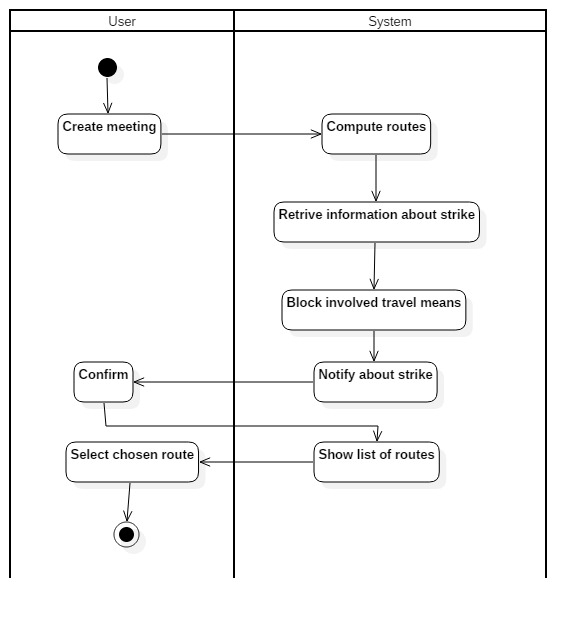 User
System
Create meeting
Compute routes
Retrive information about strike
Block involved travel means
Confirm
Notify about strike
Select chosen route
Show list of routes